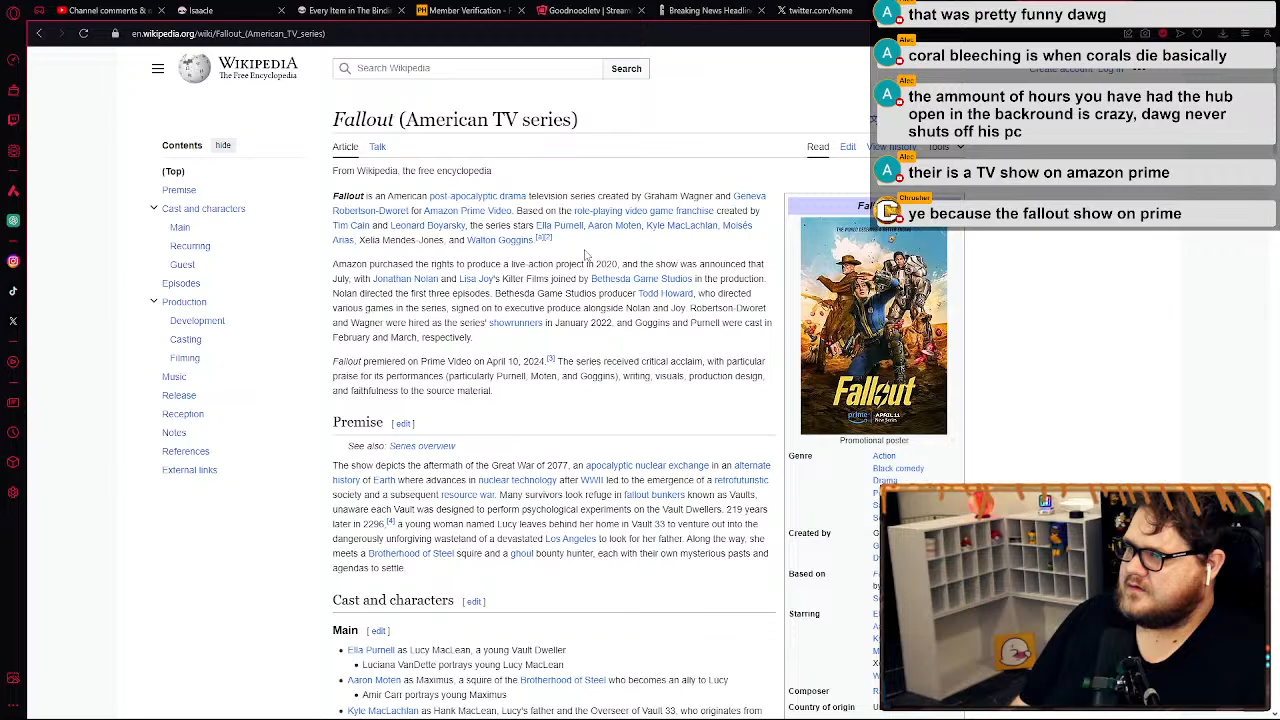 Channel comments &
snake
Every Item i
Member Verification -
Goodnoodletv
Streem
Breaking News Heading
twitter.com/home
that was pretty funny dawg
en.wikipedia.org
(American_TV_series)
Alec
coral bleeching is when corals die basically
Create account Log in
WIKIPEDIA
The Free Encyclopedia
Search Wikipedia
Search
Alec
the ammount of hours you have had the hub
open in the backround is crazy, dawg never
shuts off his pc
Fallout (American TV series)
Contents hide
Article Talk
Read Edit View history Tools
(Top)
From Wikipedia, the free encyclopedia
Alec
their is a TV show on amazon prime
Premise
Fallout is an American post apocalyptic drama television series created by Graham Wagner and Geneva
Robertson-Dworet for Amazon Prime Video. Based on the role-playing video game franchise created by
Tim Cain and Leonard Boyarsky, the series stars Ella Purnell, Aaron Moten, Kyle MacLachlan, Moisés
Arias, Xelia Mendes-Jones, and Walton Goggins.
Chrusher
ye because the fallout show on prime
Cast and characters
Recurring
Guest
Episodes
Production
Development
Casting
Filming
Music
Release
Reception
Notes
References
External links
Amazon purchased the rights to produce a live-action project in 2020, and the show was announced that
July, with Jonathan Nolan and Lisa Joy's Kilter Films joined by Bethesda Game Studios in the production.
Nolan directed the first three episodes. Bethesda Game Studios producer Todd Howard, who directed
various games in the series, signed on to executive produce alongside Nolan and Joy. Robertson-Dworet
and Wagner were hired as the series' showrunners in January 2022, and Goggins and Purnell were cast in
February and March, respectively.
Fallout premiered on Prime Video on April 10, 2024.[3] The series received critical acclaim, with particular
praise for its performances (particularly Purnell, Moten, and Goggins), writing, visuals, production design,
and faithfulness to the source material.
Premise [ edit ]
See also: Series overview
The show depicts the aftermath of the Great War of 2077, an apocalyptic nuclear exchange in an alternate
history of Earth where advances in nuclear technology after WWII led to the emergence of a retrofuturistic
society and a subsequent resource war. Many survivors took refuge in fallout bunkers known as Vaults,
unaware each Vault was designed to perform psychological experiments on the Vault Dwellers. 219 years
later in 2296,[4] a young woman named Lucy leaves behind her home in Vault 33 to venture out into the
dangerously unforgiving wasteland of a devastated Los Angeles to look for her father. Along the way, she
meets a Brotherhood of Steel squire and a ghoul bounty hunter, each with their own mysterious pasts and
agendas to settle.
Cast and characters [ edit ]
Main [ edit ]
Ella Purnell as Lucy MacLean, a young Vault Dweller
Luciana VanDette portrays young Lucy MacLean
Aaron Moten as Maximus, a squire of the Brotherhood of Steel who becomes an ally to Lucy
Amir Carr portrays young Maximus
Kyle MacLachlan as Hank MacLean, Lucy's father and the Overseer of Vault 33, who originates from
Fallout
prime
APRIL 11
New Series
Promotional poster
Genre
Action
Black comedy
Drama
Created by
Based on
Starring
Composer
Country of origin